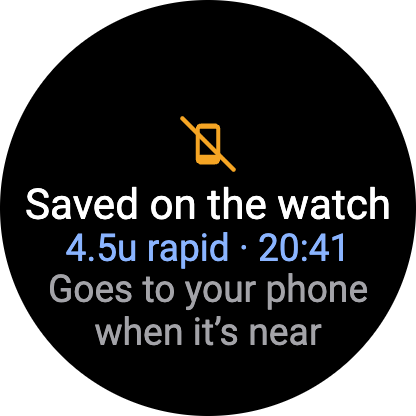 Saved on the watch
4.5u rapid · 20:41
Goes to your phone
when it’s near